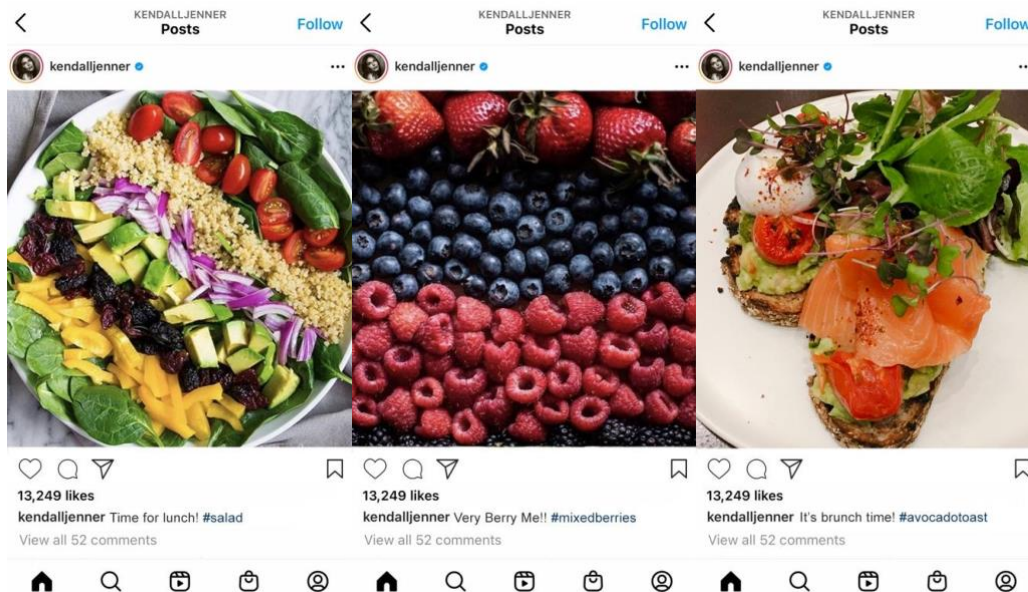 KENDALLJENNER
Posts
Follow
kendalljenner
13,249 likes
kendalljenner Time for lunch! #salad
View all 52 comments
KENDALLJENNER
Posts
Follow
kendalljenner
13,249 likes
kendalljenner Very Berry Me!! #mixedberries
View all 52 comments
KENDALLJENNER
Posts
Follow
kendalljenner
13,249 likes
kendalljenner It's brunch time! #avocadotoast
View all 52 comments